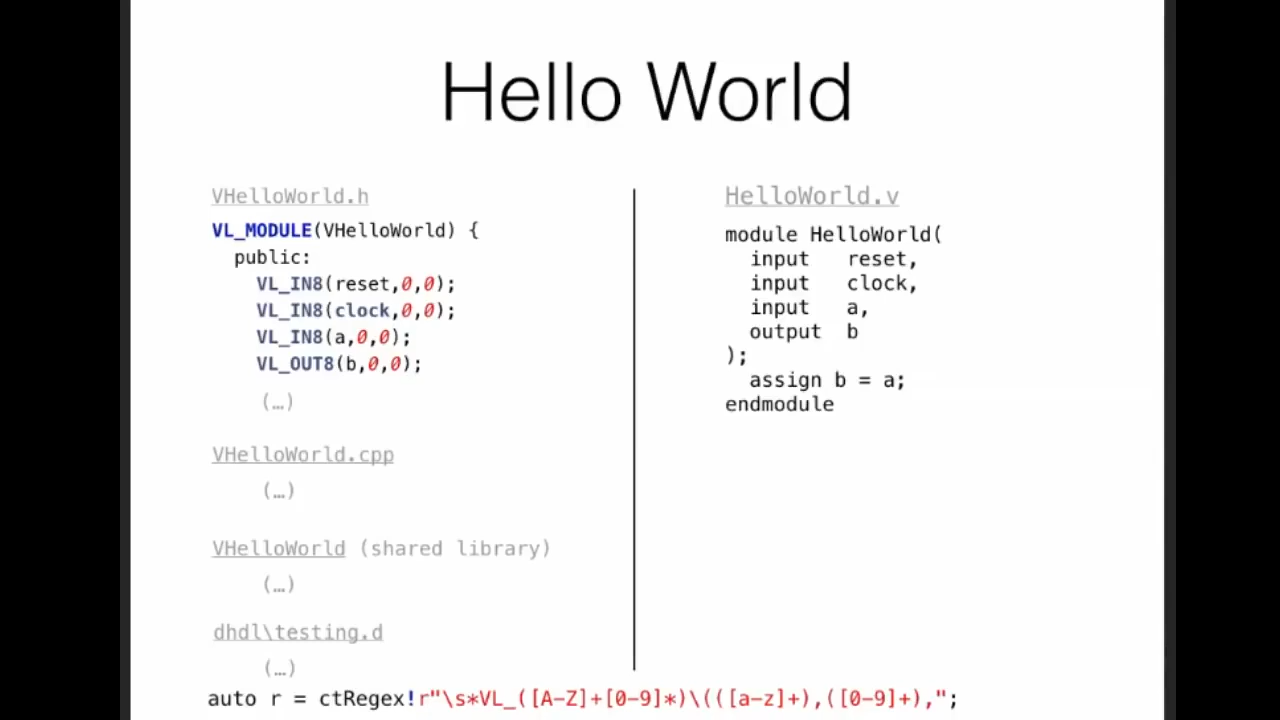 Hello World
VHelloWorld.h
VL_MODULE(VHelloWorld) {
public:
VL_IN8(reset,0,0);
VL_IN8(clock,0,0);
VL_IN8(a,0,0);
VL_OUT8(b,0,0);
(…)
VHelloWorld.cpp
(…)
VHelloWorld (shared library)
(…)
dhdl\testing.d
(…)
auto r = ctRegex!r"\s*VL_([A-Z]+[0-9]*)\(([a-z]+),([0-9]+),";
HelloWorld.v
module HelloWorld(
input reset,
input clock,
input a,
output b
);
assign b = a;
endmodule